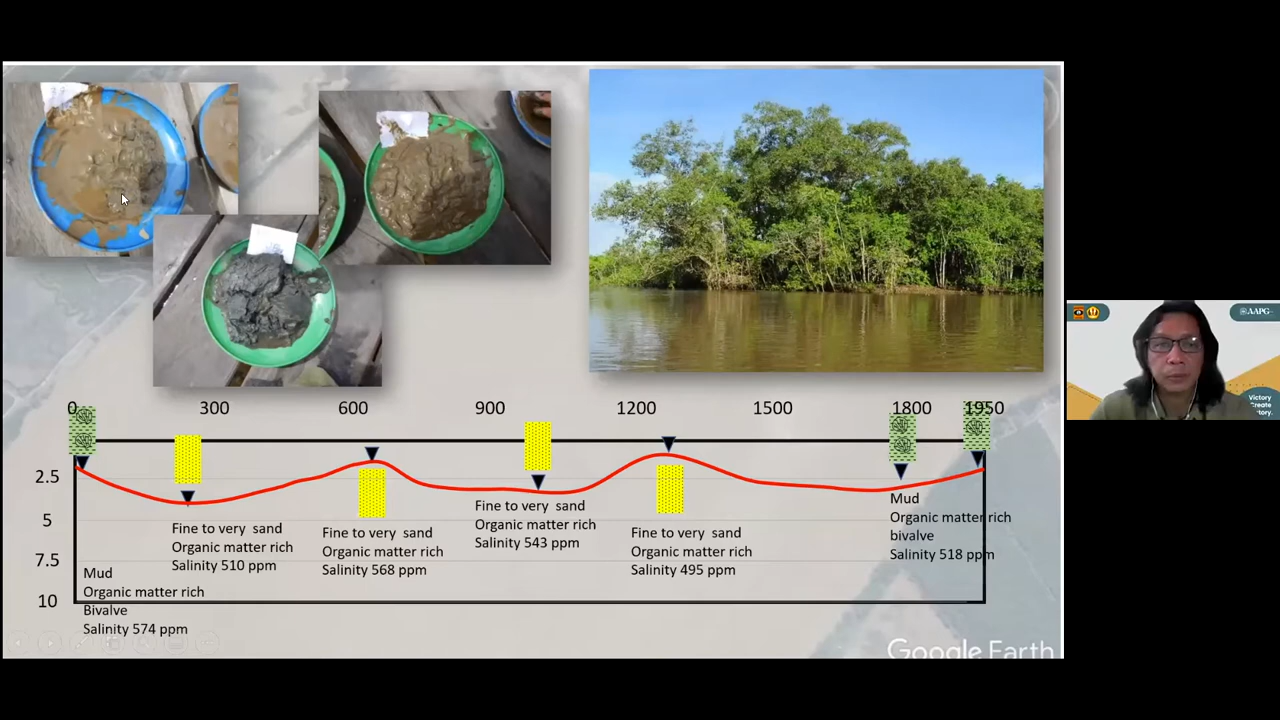 0
300
600
900
1200
1500
1800
1950
2.5
5
7.5
10
Mud
Organic matter rich
Bivalve
Salinity 574 ppm
Fine to very  sand
Organic matter rich
Salinity 510 ppm
Fine to very  sand
Organic matter rich
Salinity 568 ppm
Fine to very  sand
Organic matter rich
Salinity 543 ppm
Fine to very  sand
Organic matter rich
Salinity 495 ppm
Mud
Organic matter rich
bivalve
Salinity 518 ppm
Google Earth
AAPG
Victory
Create